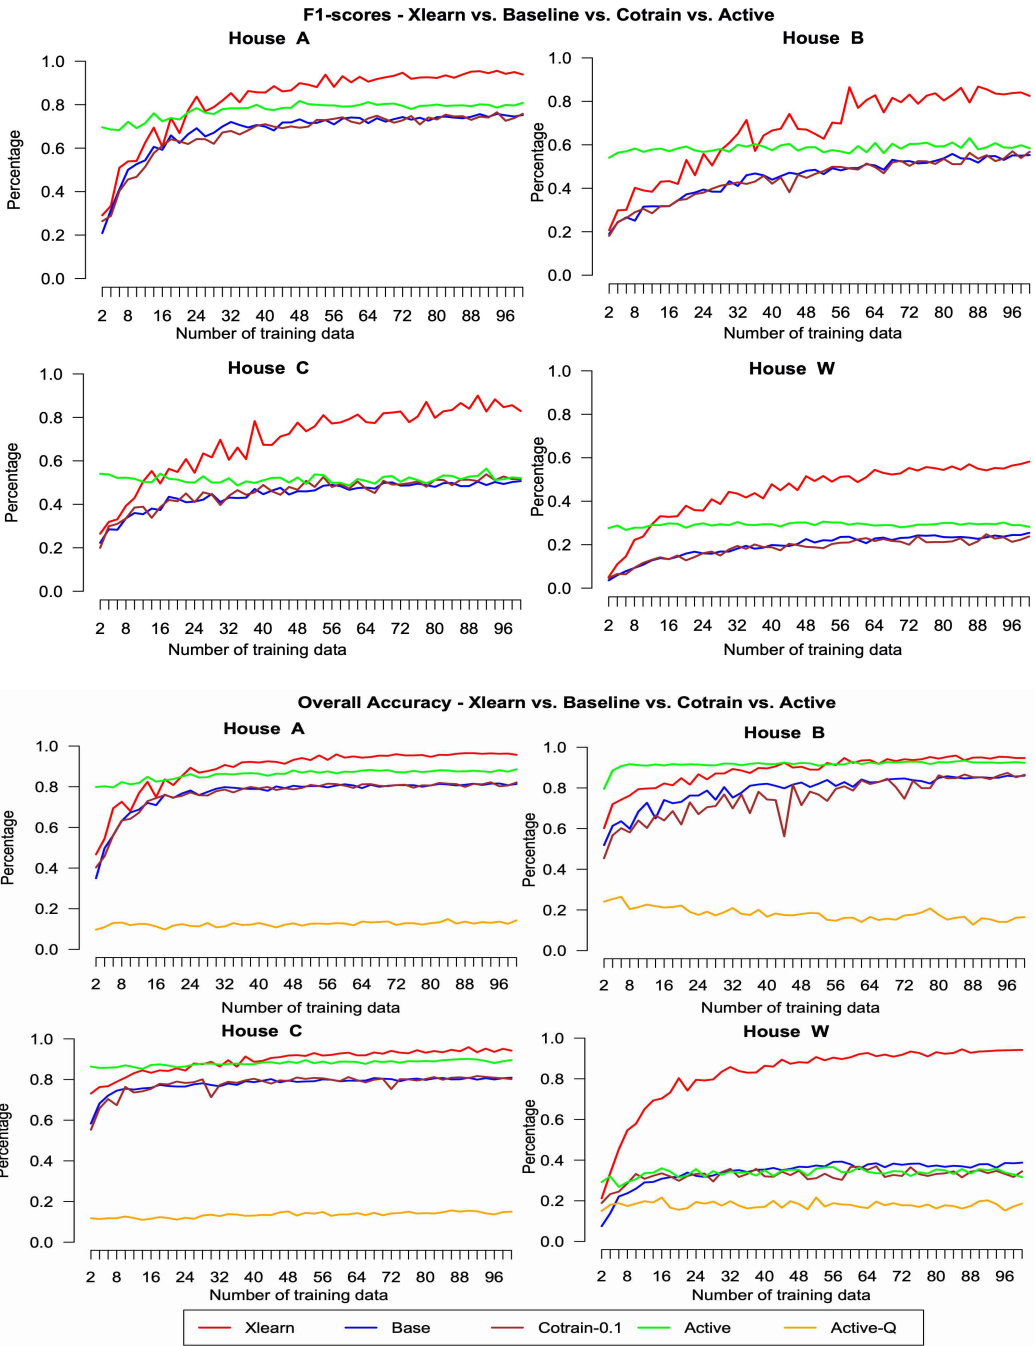 F1-scores - Xlearn vs. Baseline vs. Cotrain vs. Active
House A
Percentage
1.0
0.8
0.6
0.4
0.2
0.0
2 8 16 24 32 40 48 56 64 72 80 88 96
Number of training data
House B
Percentage
1.0
0.8
0.6
0.4
0.2
0.0
2 8 16 24 32 40 48 56 64 72 80 88 96
Number of training data
House C
Percentage
1.0
0.8
0.6
0.4
0.2
0.0
2 8 16 24 32 40 48 56 64 72 80 88 96
Number of training data
House W
Percentage
1.0
0.8
0.6
0.4
0.2
0.0
2 8 16 24 32 40 48 56 64 72 80 88 96
Number of training data
Overall Accuracy - Xlearn vs. Baseline vs. Cotrain vs. Active
House A
Percentage
1.0
0.8
0.6
0.4
0.2
0.0
2 8 16 24 32 40 48 56 64 72 80 88 96
Number of training data
House B
Percentage
1.0
0.8
0.6
0.4
0.2
0.0
2 8 16 24 32 40 48 56 64 72 80 88 96
Number of training data
House C
Percentage
1.0
0.8
0.6
0.4
0.2
0.0
2 8 16 24 32 40 48 56 64 72 80 88 96
Number of training data
House W
Percentage
1.0
0.8
0.6
0.4
0.2
0.0
2 8 16 24 32 40 48 56 64 72 80 88 96
Number of training data
Xlearn Base Cotrain-0.1 Active Active-Q